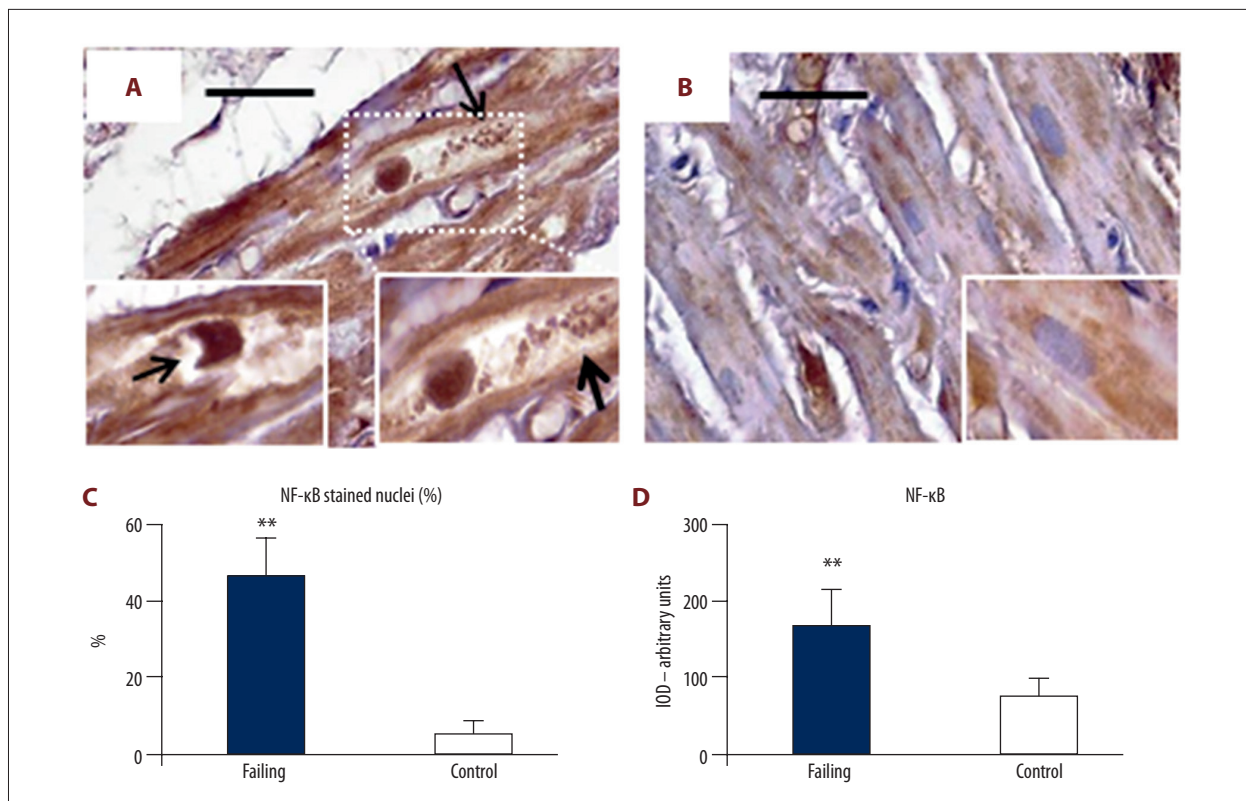 A
B
C
NF-κB stained nuclei (%)
60
**
40
%
20
0
Failing
Control
D
NF-κB
300
**
200
IOD – arbitrary units
100
0
Failing
Control